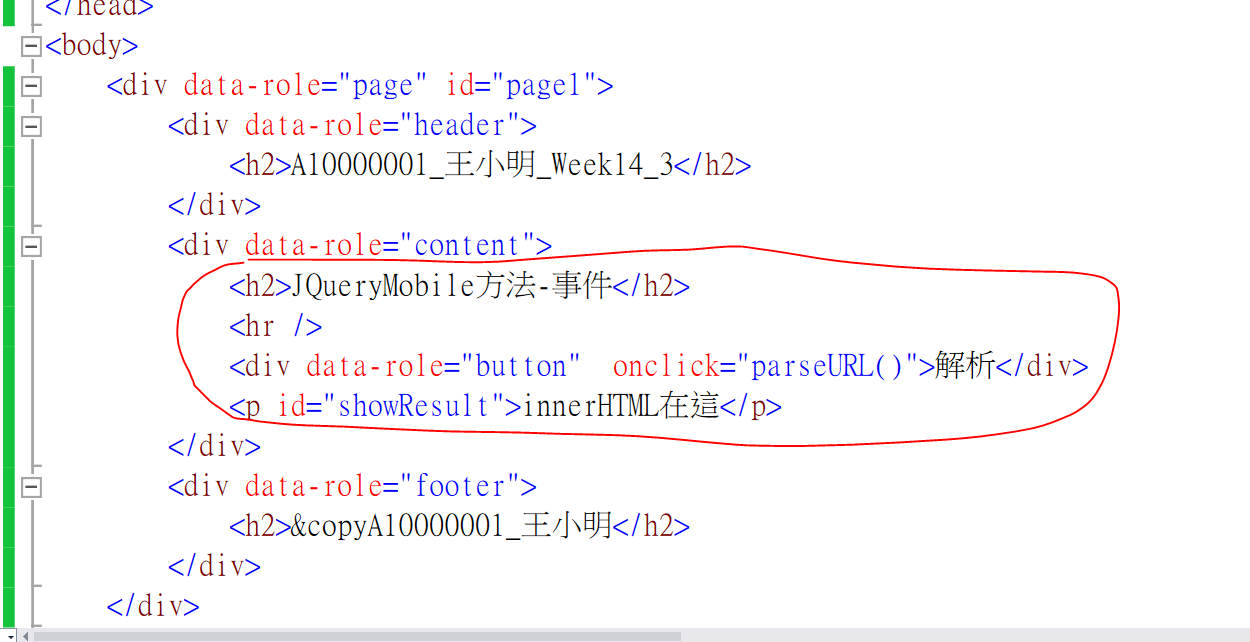 </head>
<body>
<div data-role="page" id="page1">
<div data-role="header">
<h2>A10000001_王小明_Week14_3</h2>
</div>
<div data-role="content">
<h2>JQueryMobile方法-事件</h2>
<hr />
<div data-role="button"  onclick="parseURL()">解析</div>
<p id="showResult">innerHTML在這</p>
</div>
<div data-role="footer">
<h2>&copyA10000001_王小明</h2>
</div>
</div>